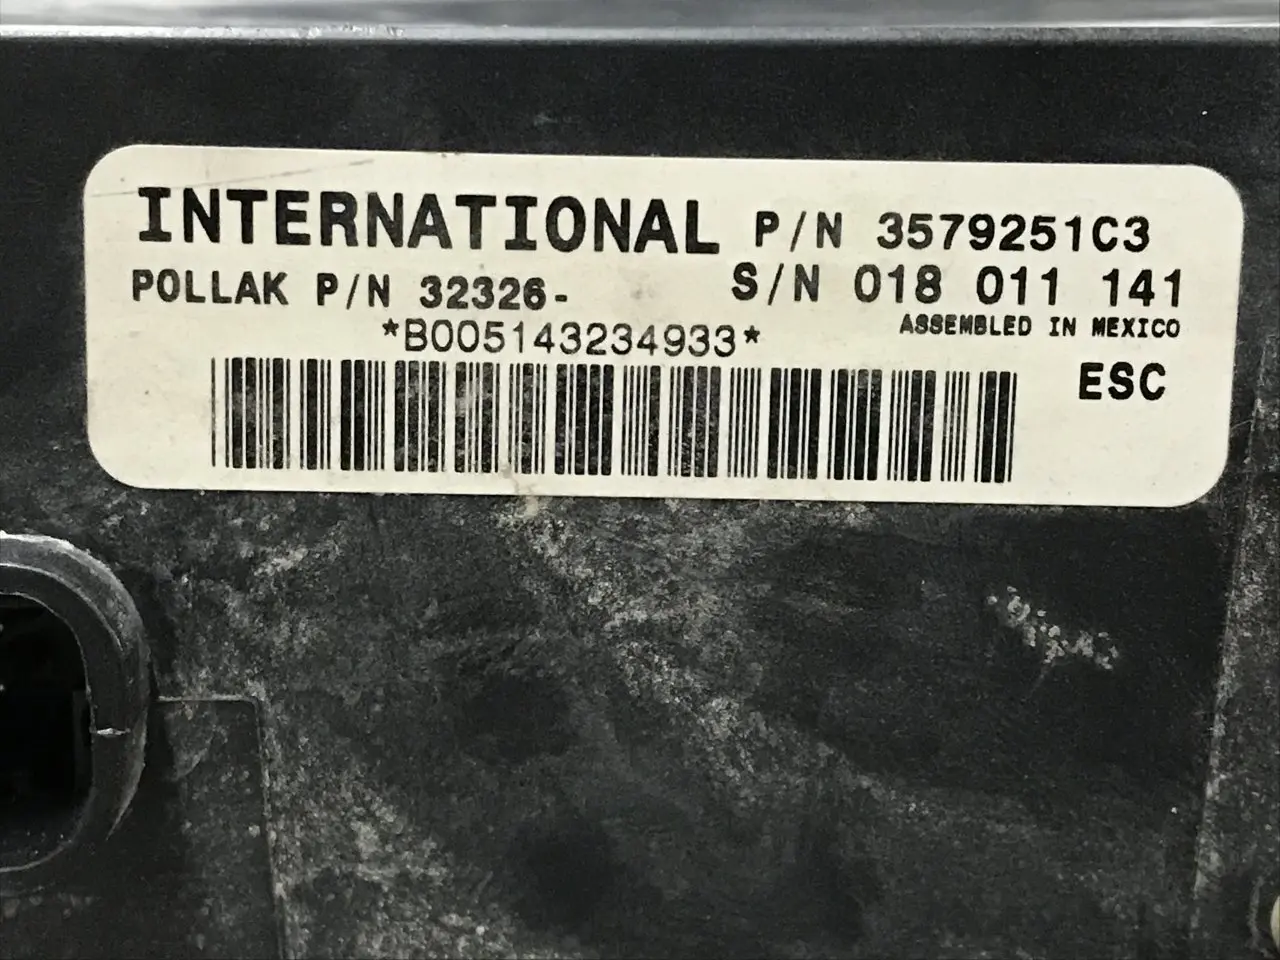 INTERNATIONAL P/N 3579251C3
POLLAK P/N 32326- S/N 018 011 141
*B005143234933* ASSEMBLED IN MEXICO
ESC